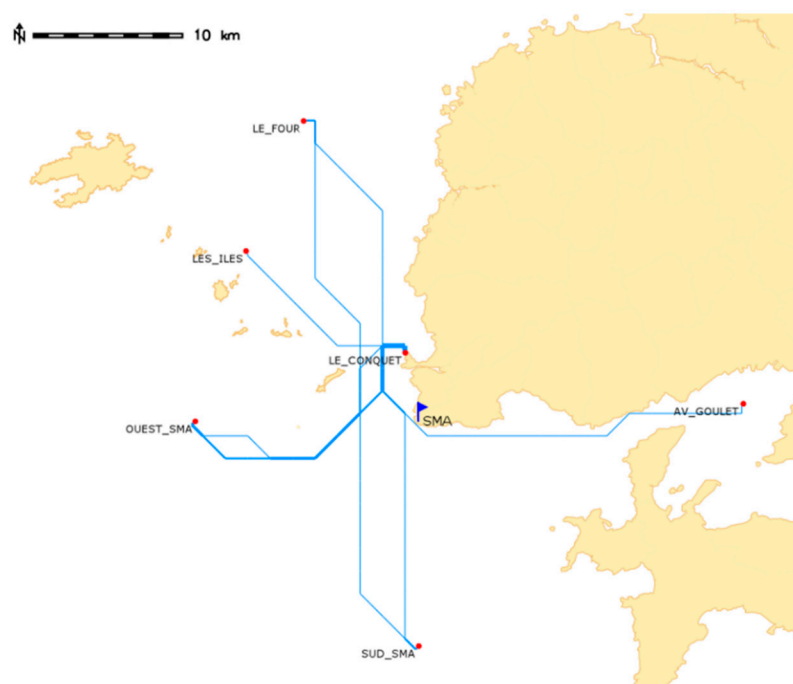 N
10 km
LE_FOUR
LES_ILES
LE_CONQUET
AV_GOULET
SMA
OUEST_SMA
SUD_SMA